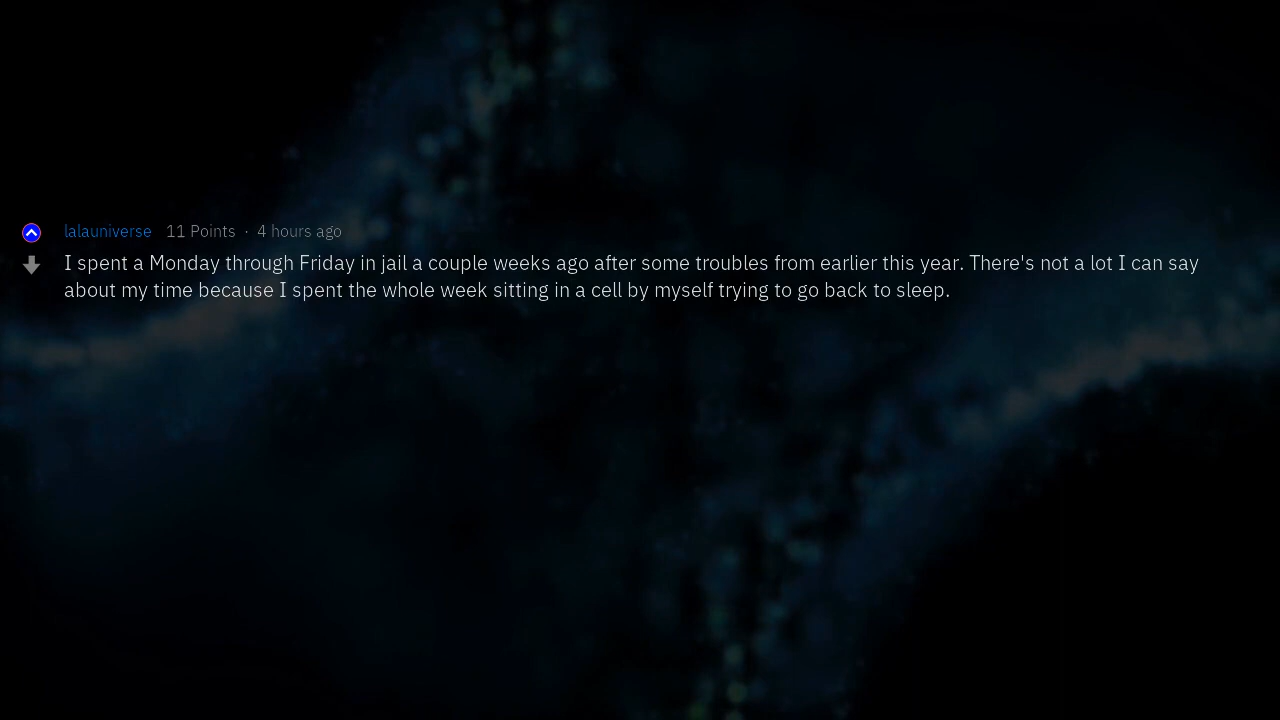 lalauniverse 11 Points · 4 hours ago
I spent a Monday through Friday in jail a couple weeks ago after some troubles from earlier this year. There's not a lot I can say
about my time because I spent the whole week sitting in a cell by myself trying to go back to sleep.